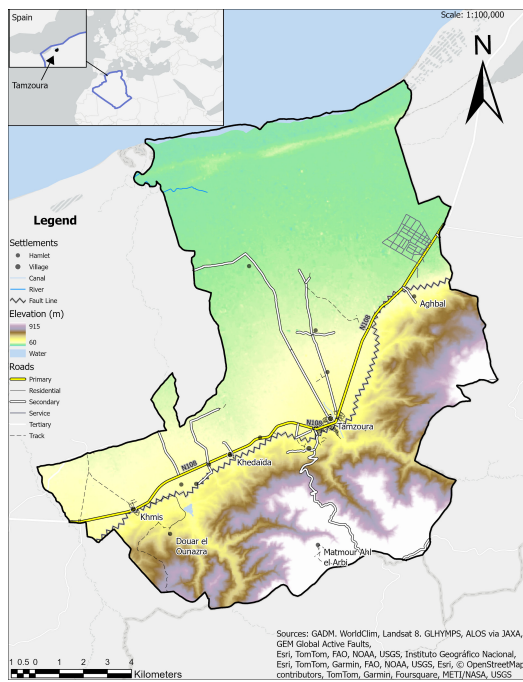 Spain
Tamzoura
Scale: 1:100,000
N
Legend
Settlements
Hamlet
Village
Canal
River
Fault Line
Elevation (m)
915
60
Water
Roads
Primary
Residential
Secondary
Service
Tertiary
Track
Aghbal
N108
N108
Tamzoura
Khedaïda
N108
Khmis
Douar el
Ounazra
Matmour Ahl
el-Arbi
1 0.5 0 1 2 3 4
Kilometers
Sources: GADM. WorldClim, Landsat 8. GLHYMPS, ALOS via JAXA,
GEM Global Active Faults,
Esri, TomTom, FAO, NOAA, USGS, Instituto Geográfico Nacional,
Esri, TomTom, Garmin, FAO, NOAA, USGS, Esri, © OpenStreetMap
contributors, TomTom, Garmin, Foursquare, METI/NASA, USGS